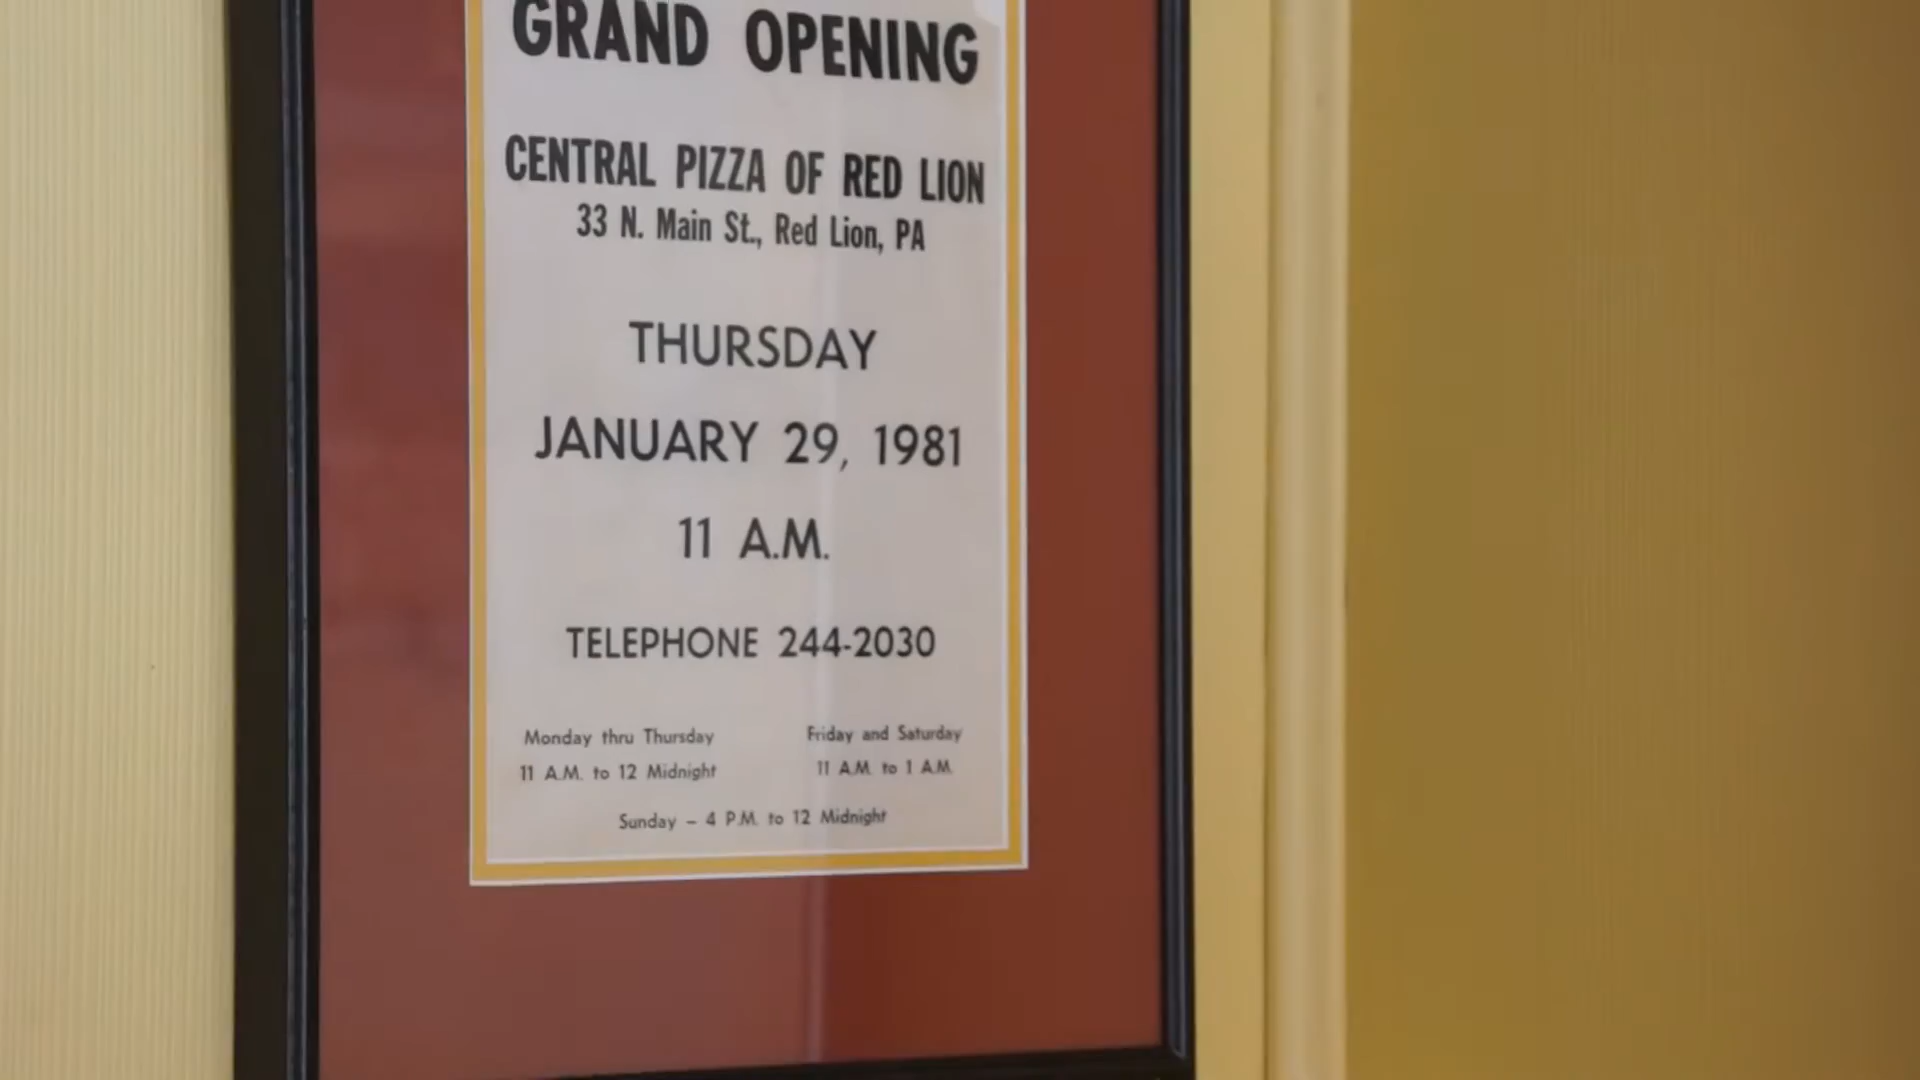 GRAND OPENING
CENTRAL PIZZA OF RED LION
33 N. Main St., Red Lion, PA
THURSDAY
JANUARY 29, 1981
11 A.M.
TELEPHONE 244-2030
Monday thru Thursday
11 A.M. to 12 Midnight
Friday and Saturday
11 A.M. to 1 A.M.
Sunday – 4 P.M. to 12 Midnight